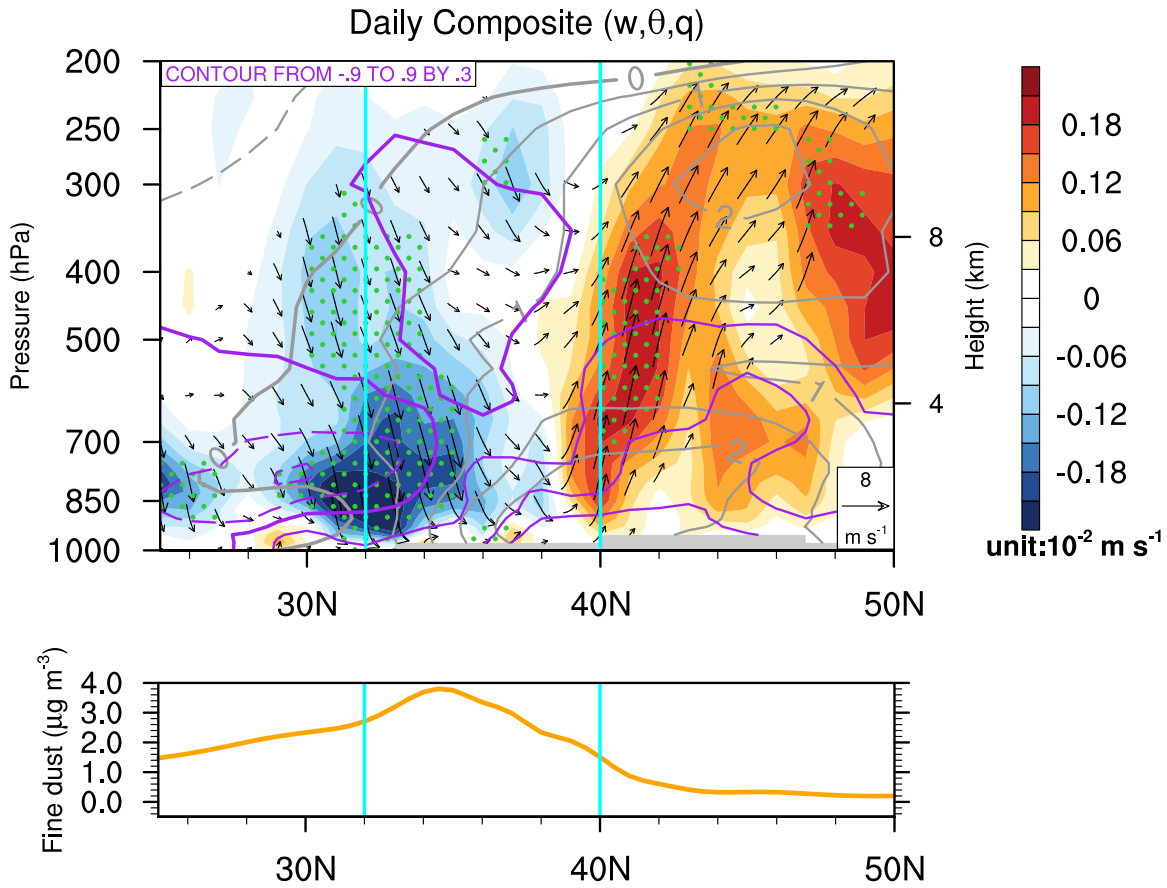 Daily Composite (w,θ,q)
CONTOUR FROM -.9 TO .9 BY .3
Pressure (hPa)
200
250
300
400
500
700
850
1000
0
1
2
0
1
0
2
1
8
4
Height (km)
8
m s⁻¹
30N
40N
50N
0.18
0.12
0.06
0
-0.06
-0.12
-0.18
unit:10⁻² m s⁻¹
Fine dust (µg m⁻³)
4.0
3.0
2.0
1.0
0.0
30N
40N
50N